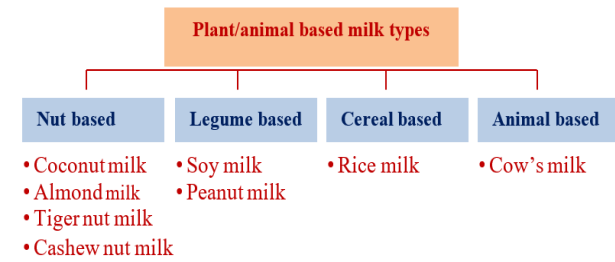 Plant/animal based milk types
Nut based
• Coconut milk
• Almond milk
• Tiger nut milk
• Cashew nut milk
Legume based
• Soy milk
• Peanut milk
Cereal based
• Rice milk
Animal based
• Cow's milk